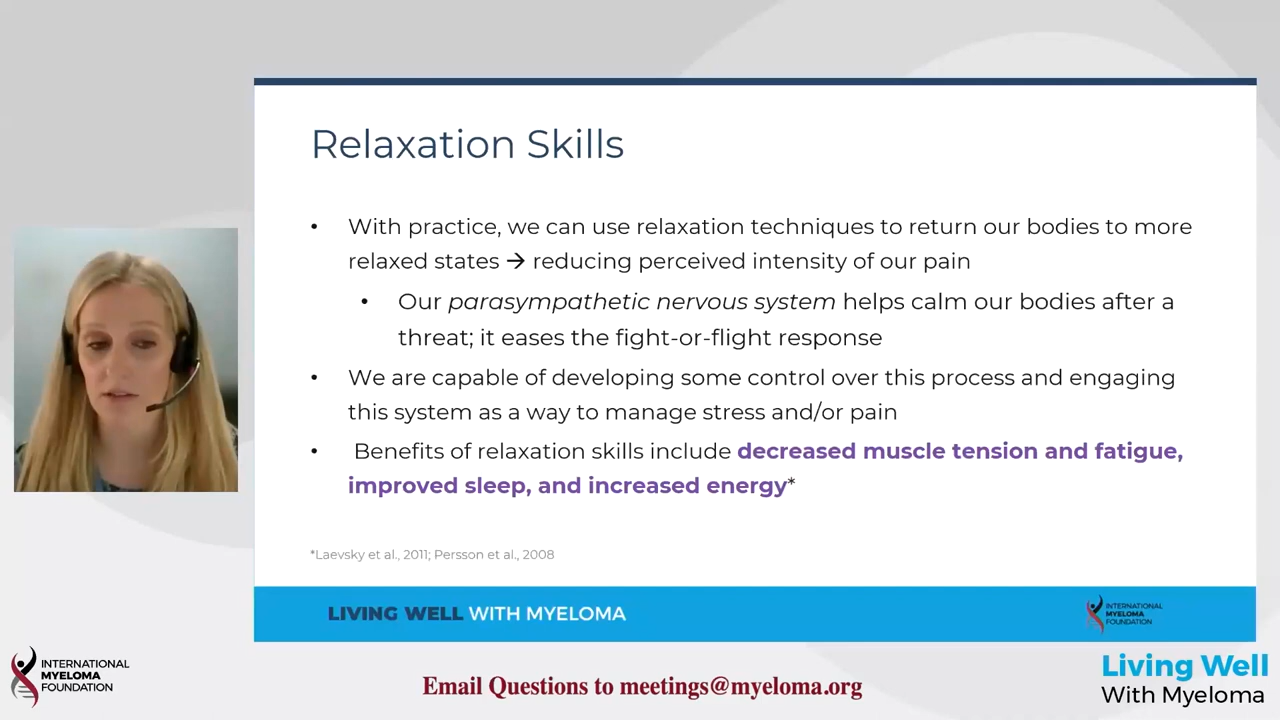 Relaxation Skills
• With practice, we can use relaxation techniques to return our bodies to more
relaxed states → reducing perceived intensity of our pain
• Our parasympathetic nervous system helps calm our bodies after a
threat; it eases the fight-or-flight response
• We are capable of developing some control over this process and engaging
this system as a way to manage stress and/or pain
• Benefits of relaxation skills include decreased muscle tension and fatigue,
improved sleep, and increased energy*
*Laevsky et al., 2011; Persson et al., 2008
LIVING WELL WITH MYELOMA
INTERNATIONAL
MYELOMA
FOUNDATION
INTERNATIONAL
MYELOMA
FOUNDATION
Email Questions to meetings@myeloma.org
Living Well
With Myeloma